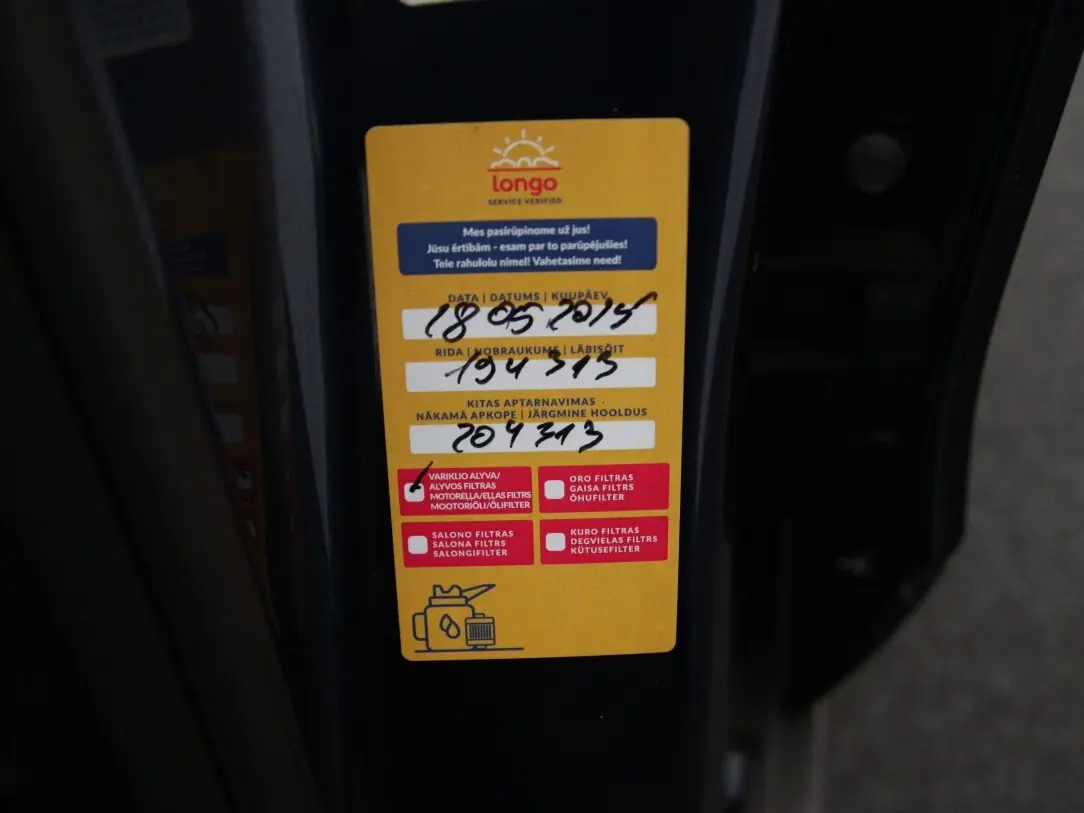 longo
SERVICE VERIFIED
Mes pasirūpinome už jus!
Jūsu ērtībām - esam par to parūpējušies!
Teie rahulolu nimel! Vahetasime need!
DATA | DATUMS | KUUPÄEV
18 05 2015
RIDA | NOBRAUKUMS | LÄBISÕIT
194313
KITAS APTARNAVIMAS
NĀKAMĀ APKOPE | JÄRGMINE HOOLDUS
204313
VARIKLIO ALYVA/
ALYVOS FILTRAS
MOTOREĻĻA/EĻĻAS FILTRS
MOOTORIÕLI/ÕLIFILTER
ORO FILTRAS
GAISA FILTRS
ÕHUFILTER
SALONO FILTRAS
SALONA FILTRS
SALONGIFILTER
KURO FILTRAS
DEGVIELAS FILTRS
KÜTUSEFILTER